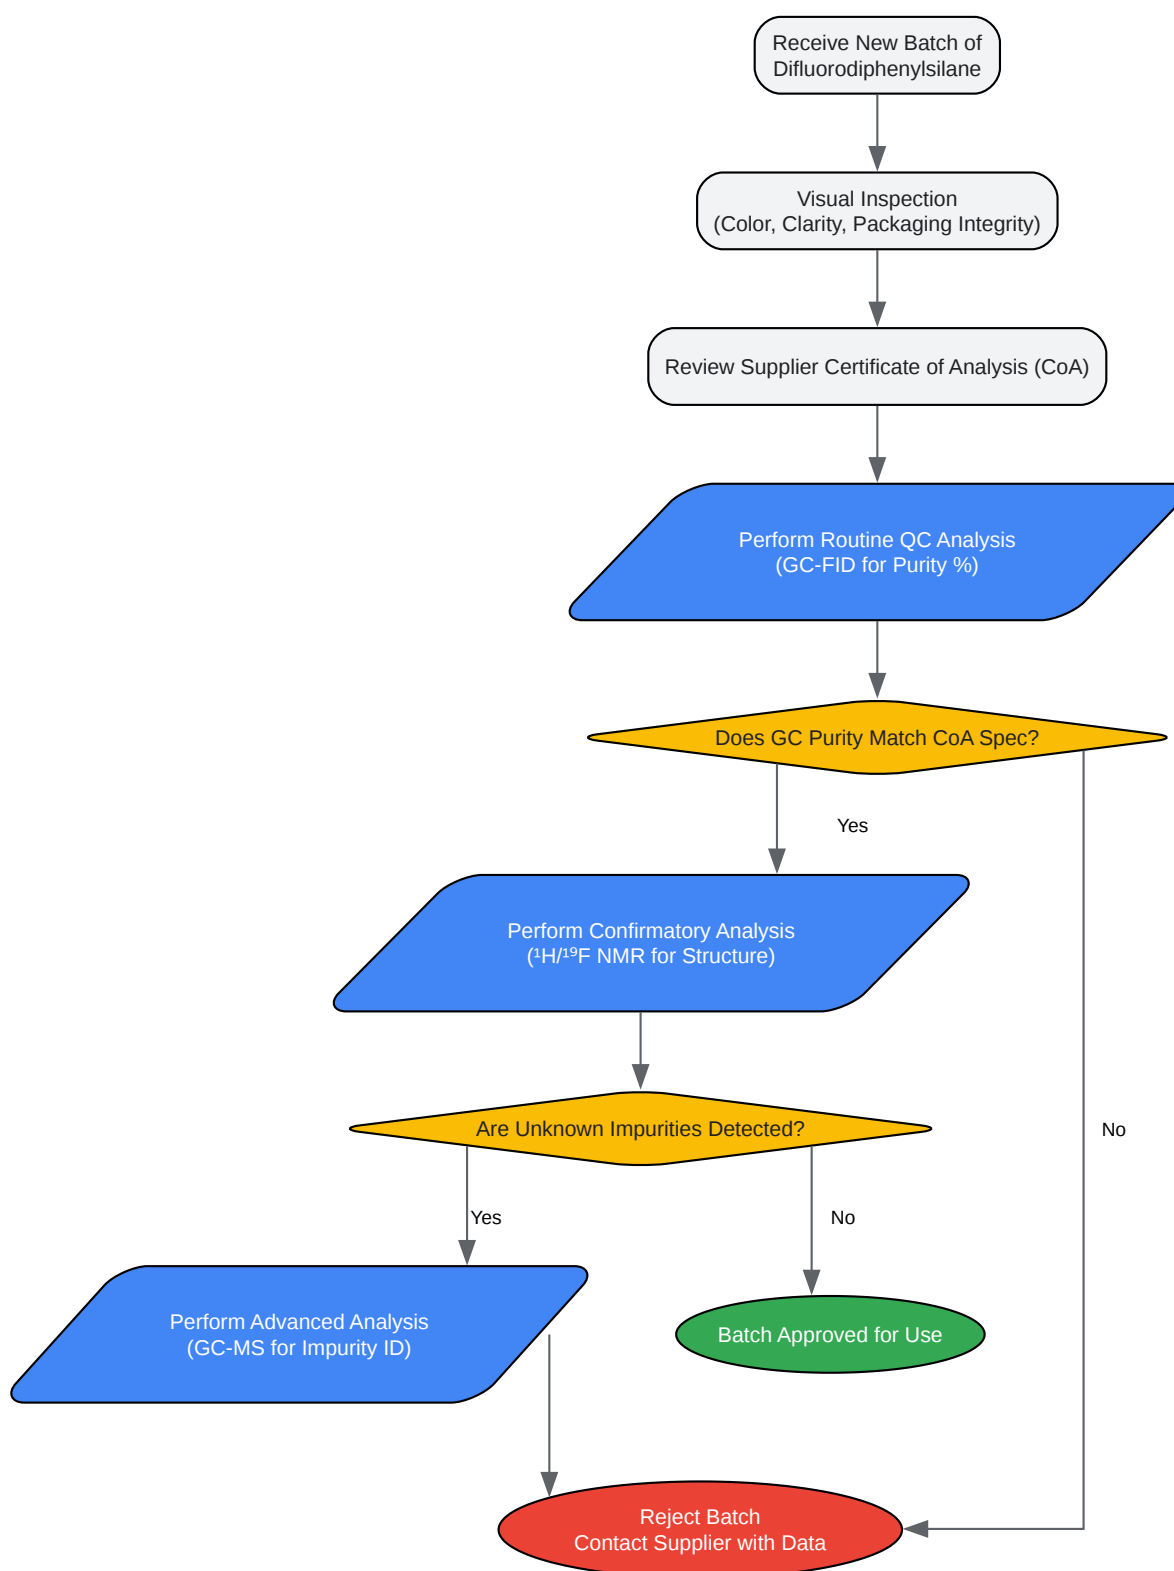 Receive New Batch of
Difluorodiphenylsilane
Visual Inspection
(Color, Clarity, Packaging Integrity)
Review Supplier Certificate of Analysis (CoA)
Perform Routine QC Analysis
(GC-FID for Purity %)
Does GC Purity Match CoA Spec?
Yes
Perform Confirmatory Analysis
(¹H/¹⁹F NMR for Structure)
Are Unknown Impurities Detected?
No
Yes
No
Perform Advanced Analysis
(GC-MS for Impurity ID)
Batch Approved for Use
Reject Batch
Contact Supplier with Data